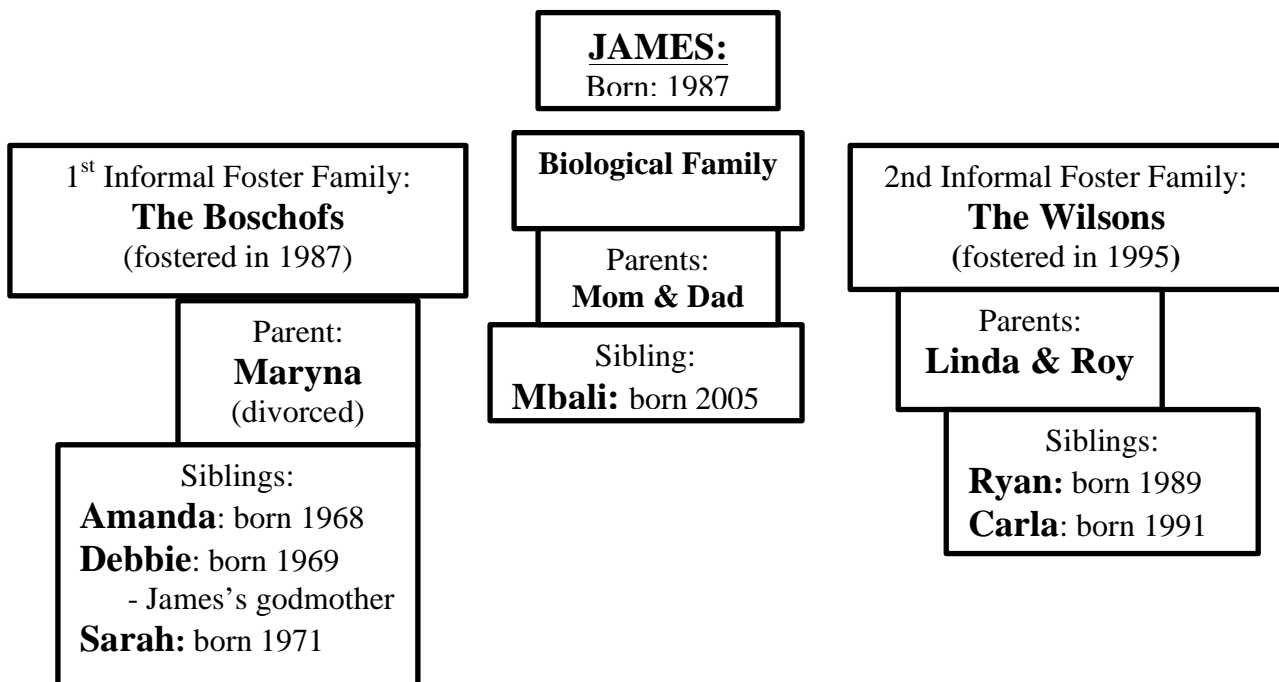 JAMES:
Born: 1987
1st Informal Foster Family:
The Boschofs
(fostered in 1987)
Parent:
Maryna
(divorced)
Siblings:
Amanda: born 1968
Debbie: born 1969
- James’s godmother
Sarah: born 1971
Biological Family
Parents:
Mom & Dad
Sibling:
Mbali: born 2005
2nd Informal Foster Family:
The Wilsons
(fostered in 1995)
Parents:
Linda & Roy
Siblings:
Ryan: born 1989
Carla: born 1991